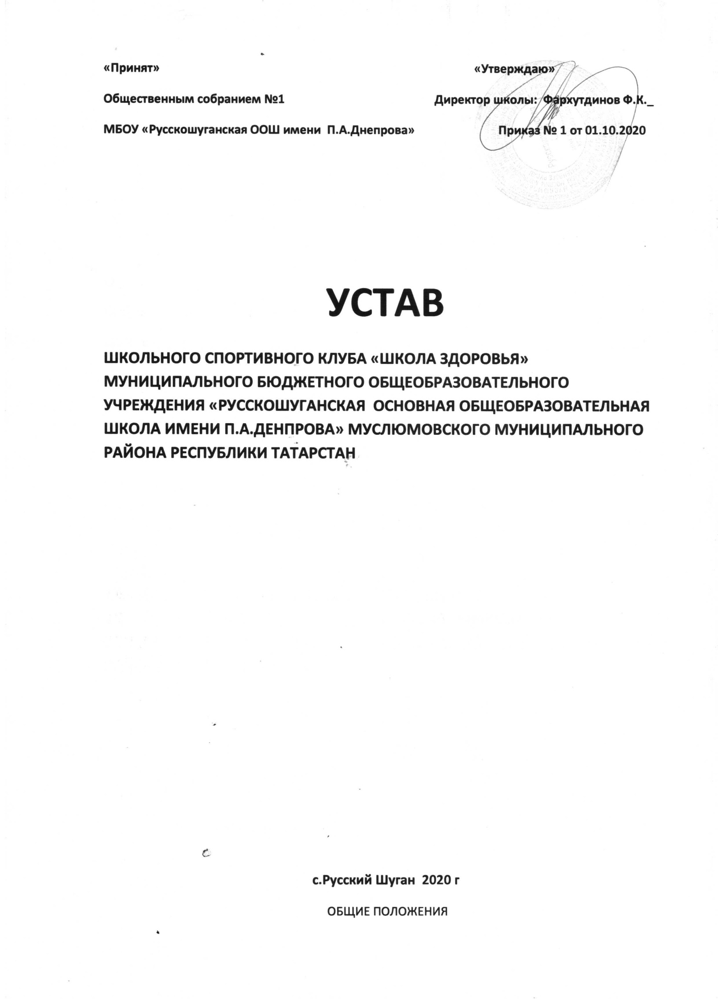 «Принят» «Утверждаю»
Общественным собранием №1 Директор школы: Фархутдинов Ф.К._
МБОУ «Русскошуганская ООШ имени П.А.Днепрова» Приказ № 1 от 01.10.2020
УСТАВ
ШКОЛЬНОГО СПОРТИВНОГО КЛУБА «ШКОЛА ЗДОРОВЬЯ»
МУНИЦИПАЛЬНОГО БЮДЖЕТНОГО ОБЩЕОБРАЗОВАТЕЛЬНОГО
УЧРЕЖДЕНИЯ «РУССКОШУГАНСКАЯ ОСНОВНАЯ ОБЩЕОБРАЗОВАТЕЛЬНАЯ
ШКОЛА ИМЕНИ П.А.ДЕНПРОВА» МУСЛЮМОВСКОГО МУНИЦИПАЛЬНОГО
РАЙОНА РЕСПУБЛИКИ ТАТАРСТАН
с.Русский Шуган 2020 г
ОБЩИЕ ПОЛОЖЕНИЯ